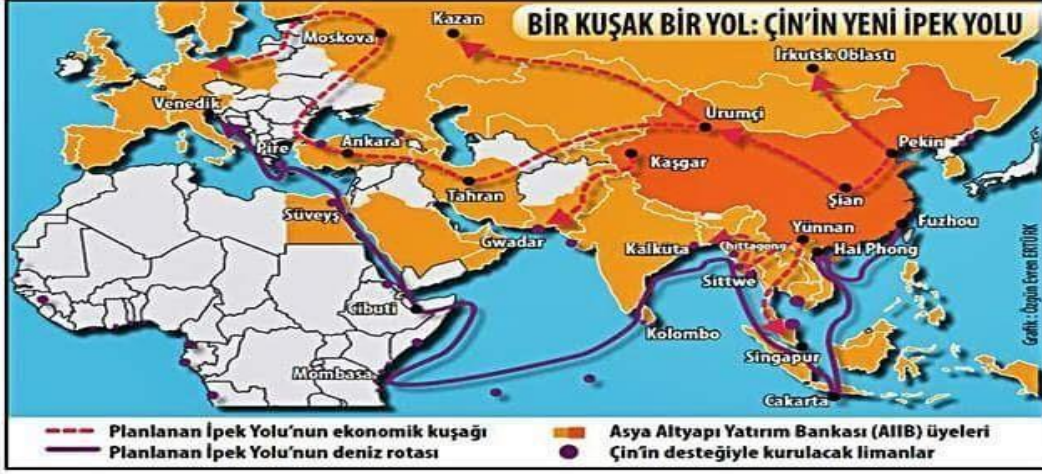 BİR KUŞAK BİR YOL: ÇİN'İN YENİ İPEK YOLU
Kazan
Moskova
İrkutsk Oblastı
Venedik
Urumçi
Pire
Ankara
Pekin
Kaşgar
Tahran
Şian
Süveyş
Yünnan
Fuzhou
Gwadar
Kalküta
Chittagong
Hai Phong
Sittwe
Cibuti
Kolombo
Singapur
Mombasa
Cakarta
Grafik: Özgün Evren ERTÜRK
Planlanan İpek Yolu'nun ekonomik kuşağı
Planlanan İpek Yolu'nun deniz rotası
Asya Altyapı Yatırım Bankası (AIIB) üyeleri
Çin'in desteğiyle kurulacak limanlar